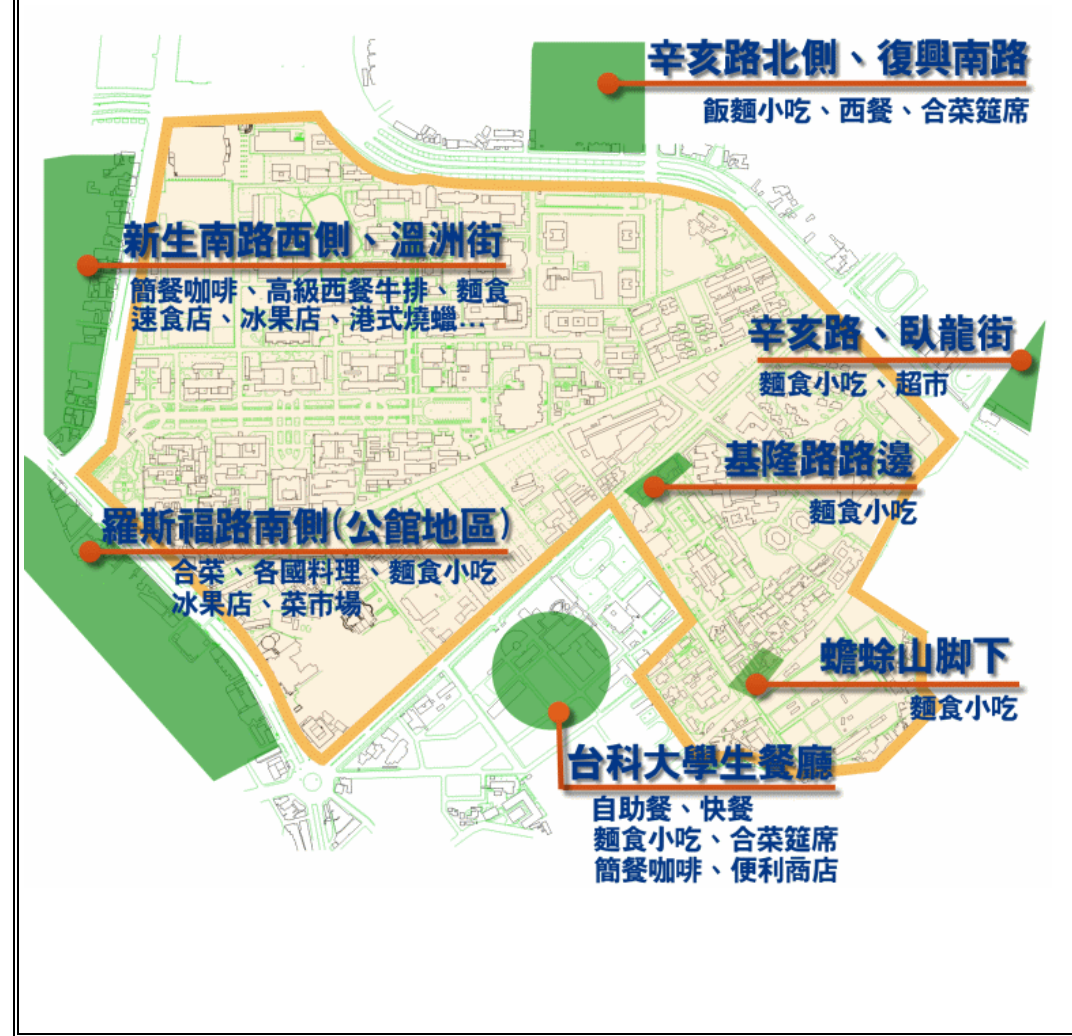 辛亥路北側、復興南路
飯麵小吃、西餐、合菜筵席
新生南路西側、溫洲街
簡餐咖啡、高級西餐牛排、麵食
速食店、冰果店、港式燒蠟...
辛亥路、臥龍街
麵食小吃、超市
基隆路路邊
麵食小吃
羅斯福路南側(公館地區)
合菜、各國料理、麵食小吃
冰果店、菜市場
蟾蜍山脚下
麵食小吃
台科大學生餐廳
自助餐、快餐
麵食小吃、合菜筵席
簡餐咖啡、便利商店